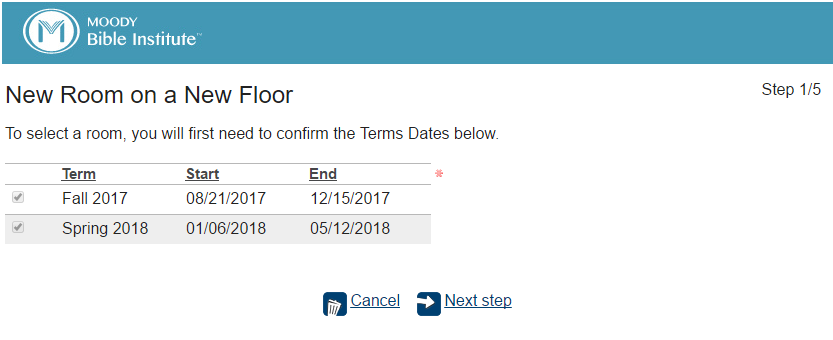 MOODY
Bible Institute™
New Room on a New Floor
Step 1/5
To select a room, you will first need to confirm the Terms Dates below.
Term Start End *
Fall 2017 08/21/2017 12/15/2017
Spring 2018 01/06/2018 05/12/2018
Cancel Next step